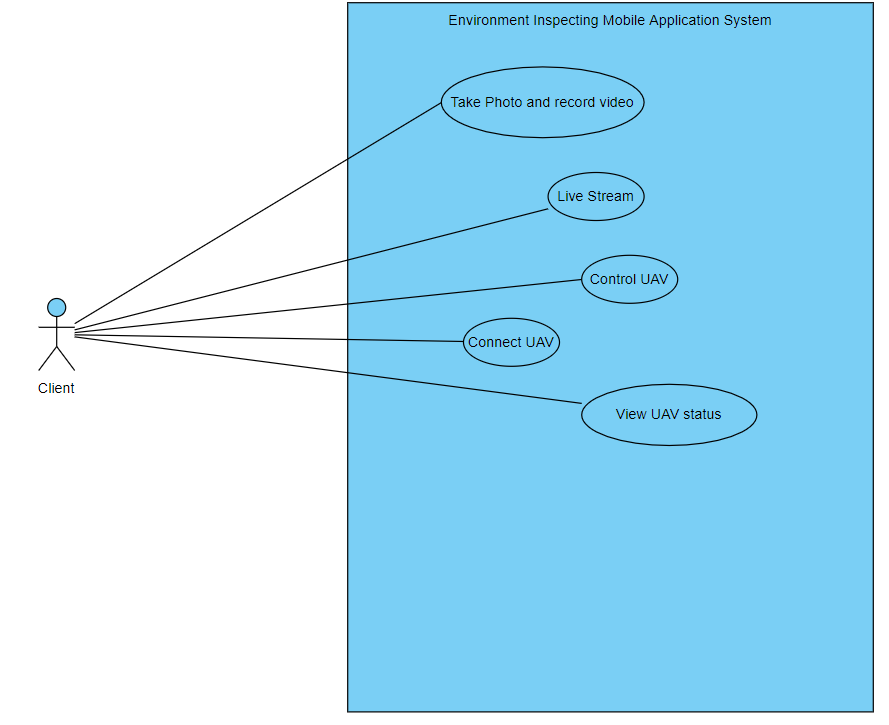 Environment Inspecting Mobile Application System
Take Photo and record video
Live Stream
Control UAV
Connect UAV
Client
View UAV status